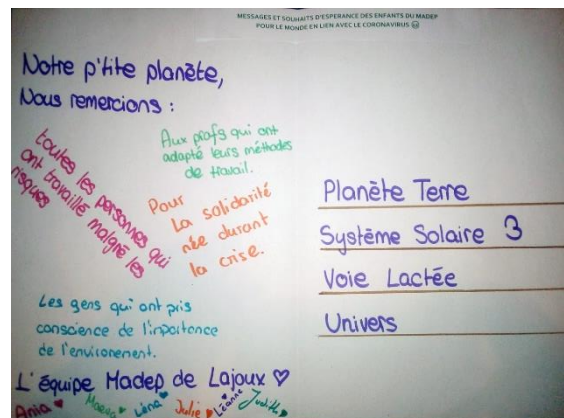 MESSAGES ET SOUHAITS D'ESPERANCE DES ENFANTS DU MADEP
POUR LE MONDE EN LIEN AVEC LE CORONAVIRUS
Notre p'tite planète,
Nous remercions :
Aux profs qui ont
adapté leurs méthodes
de travail.
toutes les personnes qui
ont travaillé malgré les
risques
Pour
La solidarité
née durant
la crise.
Les gens qui ont pris
conscience de l'importance
de l'environement.
L'équipe Madep de Lajoux ♡
Ania Maena Léna Julie Léanne Judith
Planète Terre
Système Solaire 3
Voie Lactée
Univers